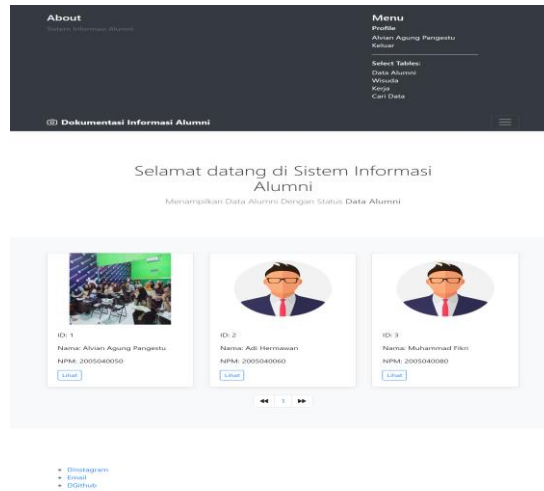 About
Sistem Informasi Alumni
Menu
Profile
Alvian Agung Pangestu
Keluar
Select Tables:
Data Alumni
Wisuda
Kerja
Cari Data
Dokumentasi Informasi Alumni
Selamat datang di Sistem Informasi
Alumni
Menampilkan Data Alumni Dengan Status Data Alumni
ID: 1
Nama: Alvian Agung Pangestu
NPM: 2005040050
Lihat
ID: 2
Nama: Adi Hermawan
NPM: 2005040060
Lihat
ID: 3
Nama: Muhammad Fikri
NPM: 2005040080
Lihat
1
Email